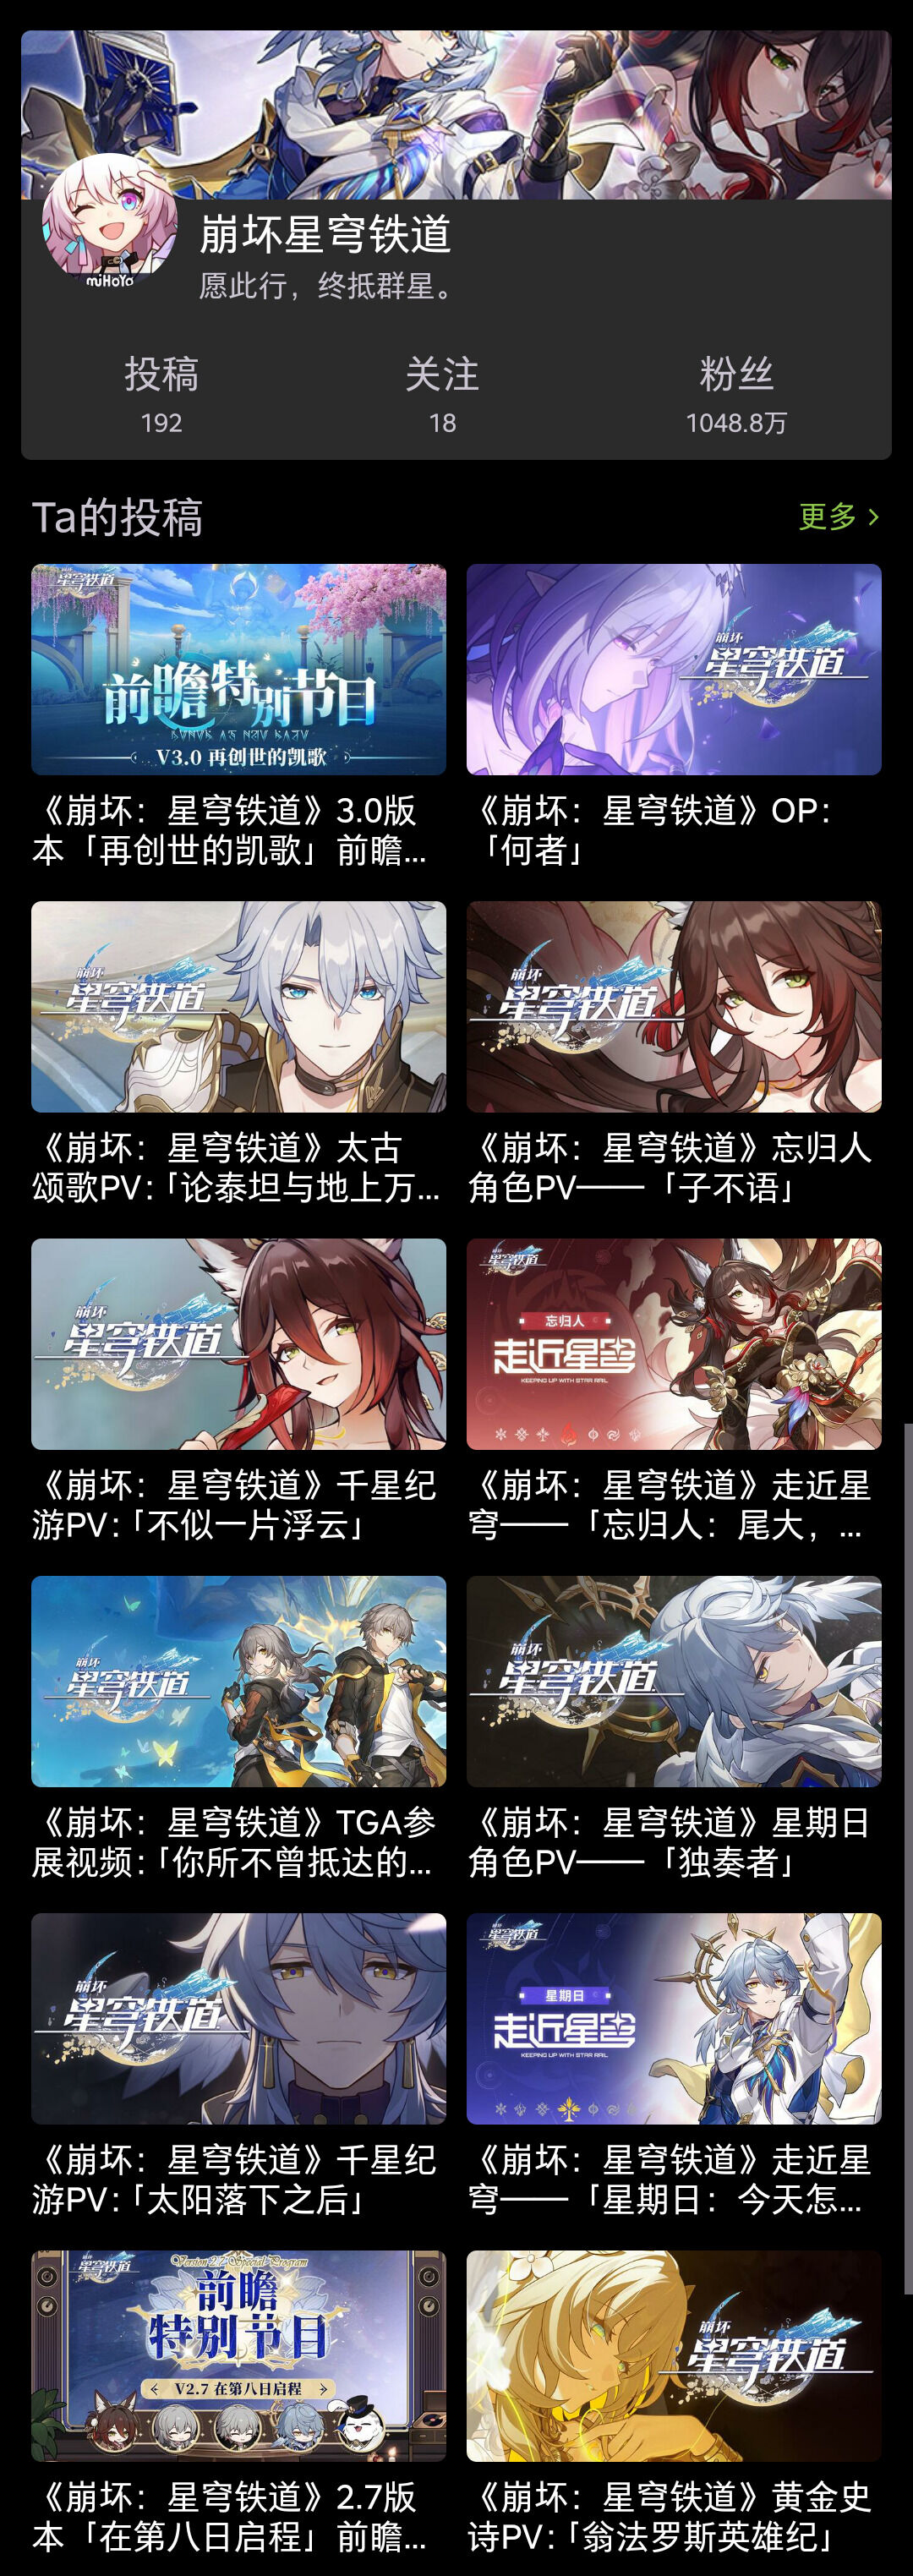 miHoYo
崩坏星穹铁道
愿此行，终抵群星。
投稿
关注
粉丝
192
18
1048.8万
Ta的投稿
更多
崩坏
星穹铁道
前瞻特别节目
V3.0 再创世的凯歌
崩坏
星穹铁道
《崩坏：星穹铁道》3.0版
本「再创世的凯歌」前瞻...
《崩坏：星穹铁道》OP：
「何者」
崩坏
星穹铁道
崩坏
星穹铁道
《崩坏：星穹铁道》太古
颂歌PV：「论泰坦与地上万...
《崩坏：星穹铁道》忘归人
角色PV——「子不语」
崩坏
星穹铁道
崩坏
星穹铁道
忘归人
走近星穹
KEEPING UP WITH STAR RAIL
《崩坏：星穹铁道》千星纪
游PV：「不似一片浮云」
《崩坏：星穹铁道》走近星
穹——「忘归人：尾大，...
崩坏
星穹铁道
崩坏
星穹铁道
《崩坏：星穹铁道》TGA参
展视频：「你所不曾抵达的...
《崩坏：星穹铁道》星期日
角色PV——「独奏者」
崩坏
星穹铁道
崩坏
星穹铁道
星期日
走近星穹
KEEPING UP WITH STAR RAIL
《崩坏：星穹铁道》千星纪
游PV：「太阳落下之后」
《崩坏：星穹铁道》走近星
穹——「星期日：今天怎...
崩坏
星穹铁道
Version 2.7 Special Program
前瞻
特别节目
V2.7 在第八日启程
崩坏
星穹铁道
《崩坏：星穹铁道》2.7版
本「在第八日启程」前瞻...
《崩坏：星穹铁道》黄金史
诗PV：「翁法罗斯英雄纪」